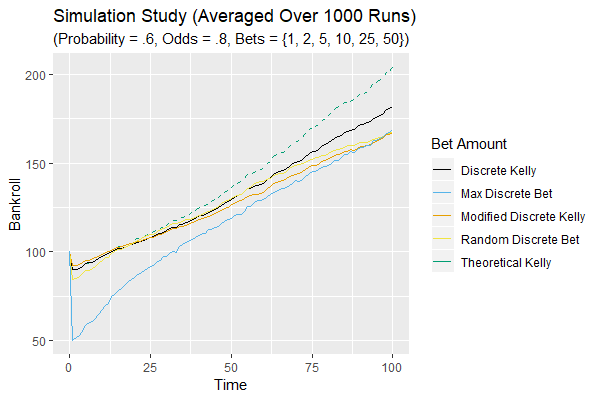 Simulation Study (Averaged Over 1000 Runs)
(Probability = .6, Odds = .8, Bets = {1, 2, 5, 10, 25, 50})
200
150
100
50
Bankroll
0
25
50
75
100
Time
Bet Amount
Discrete Kelly
Max Discrete Bet
Modified Discrete Kelly
Random Discrete Bet
Theoretical Kelly